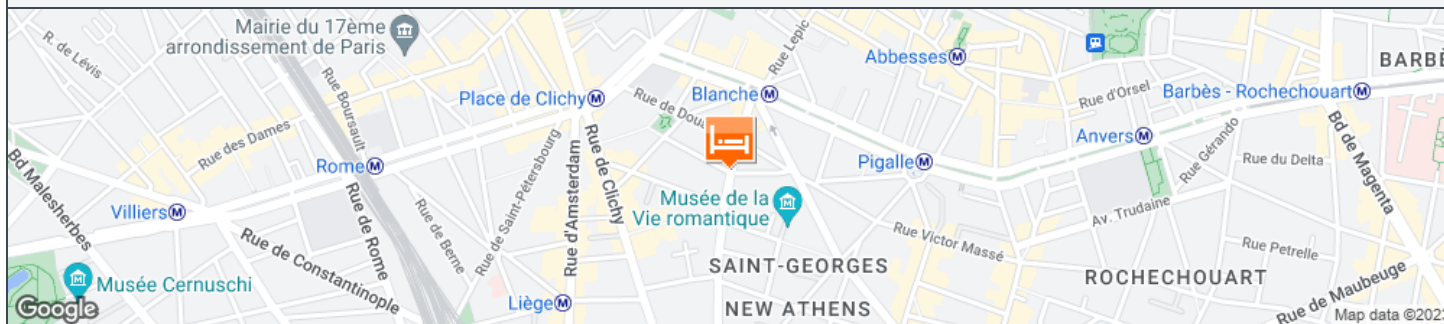 Mairie du 17ème
arrondissement de Paris
R. de Lévis
Rue Boursault
Rue Lepic
Abbesses
M
BARBÈ
Place de Clichy
M
Blanche
M
Rue d'Orsel
Barbès - Rochechouart
M
Rue de Doua
Rue des Dames
Anvers
M
Bd de Magenta
Rue Gérando
Rue du Delta
Bd Malesherbes
Rome
M
Rue de Saint-Pétersbourg
Rue d'Amsterdam
Rue de Clichy
Pigalle
M
Villiers
M
Rue de Rome
Rue de Berne
Musée de la
Vie romantique
Av. Trudaine
Rue de Constantinople
Rue Victor Massé
Rue Petrelle
Musée Cernuschi
SAINT-GEORGES
ROCHECHOUART
Rue de Maubeuge
Liège
M
NEW ATHENS
Google
Map data ©2023